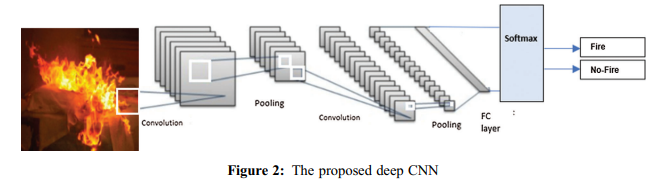 Softmax
Fire
No-Fire
Pooling
Convolution
Convolution
Pooling
FC
layer
:
Figure 2: The proposed deep CNN